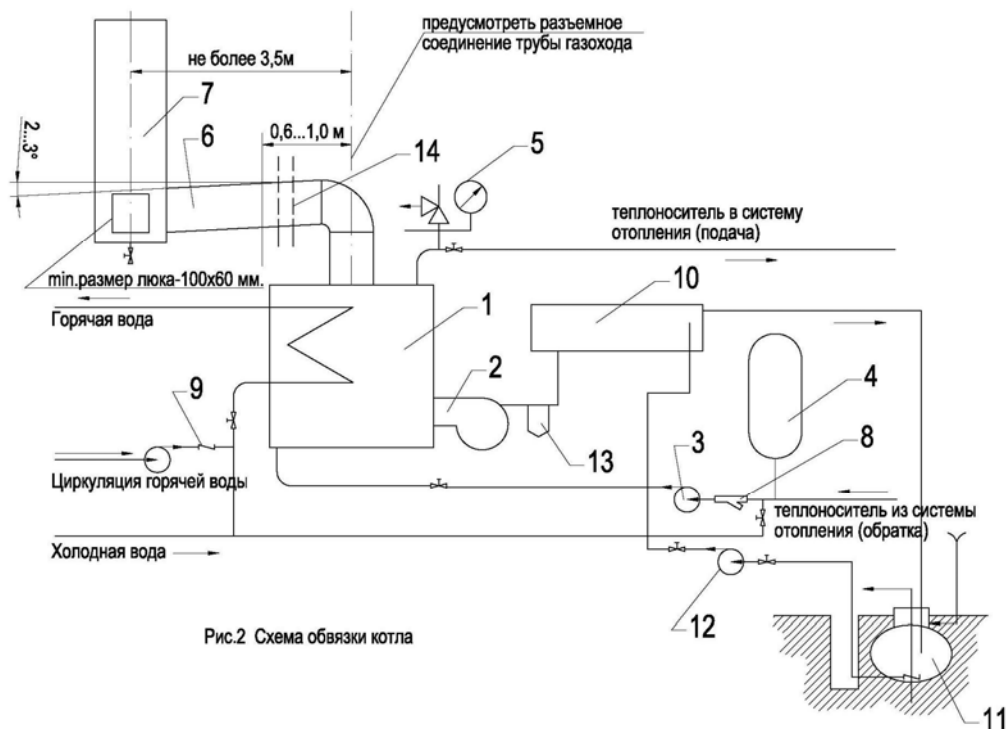 предусмотреть разъемное
соединение трубы газохода
не более 3,5м
7
2...3°
6
0,6...1,0 м
14
5
теплоноситель в систему
отопления (подача)
min.размер люка-100х60 мм.
Горячая вода
1
10
2
9
4
3
8
13
Циркуляция горячей воды
теплоноситель из системы
отопления (обратка)
Холодная вода
12
Рис.2 Схема обвязки котла
11